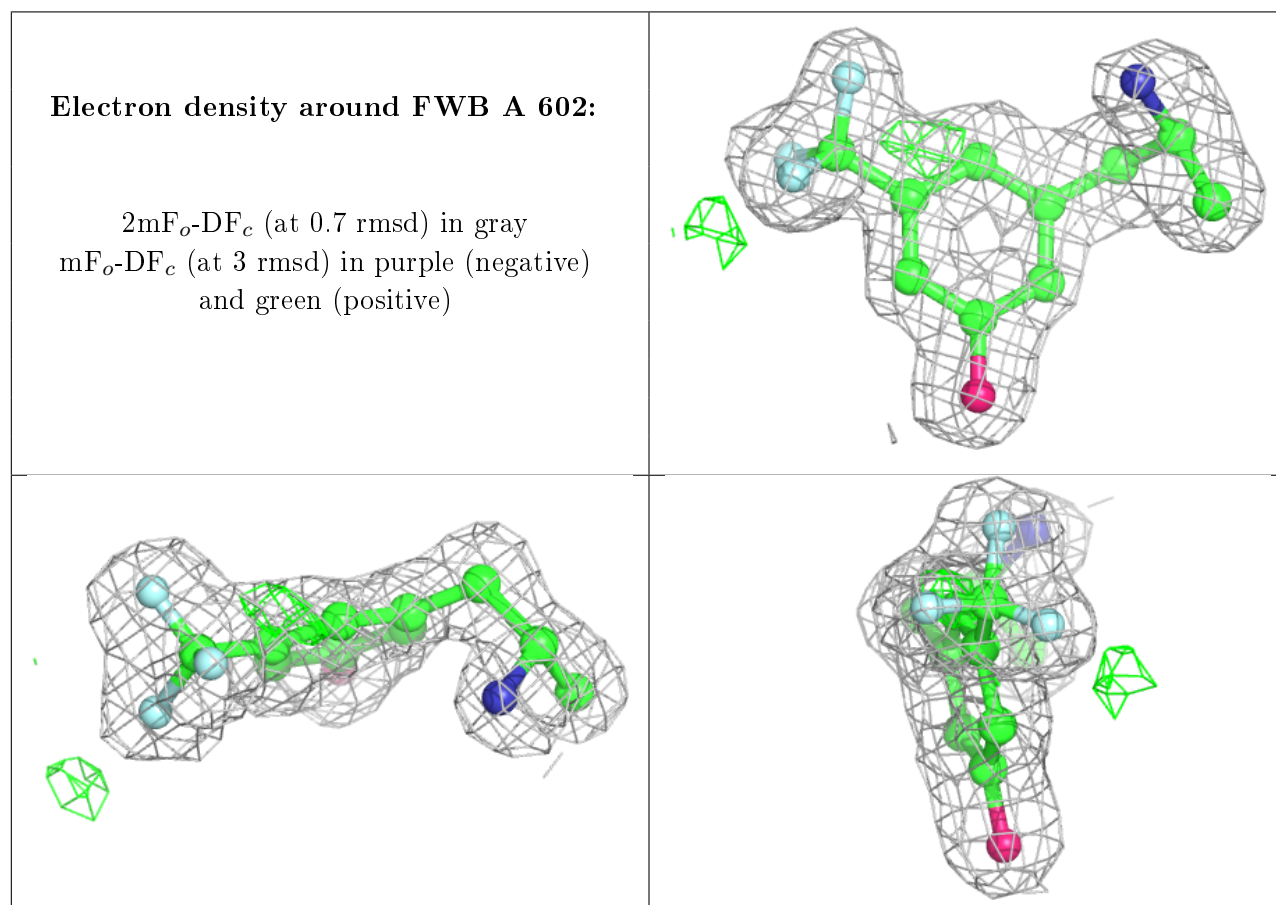 Electron density around FWB A 602:
2mFₒ-DF𝒸 (at 0.7 rmsd) in gray
mFₒ-DF𝒸 (at 3 rmsd) in purple (negative)
and green (positive)